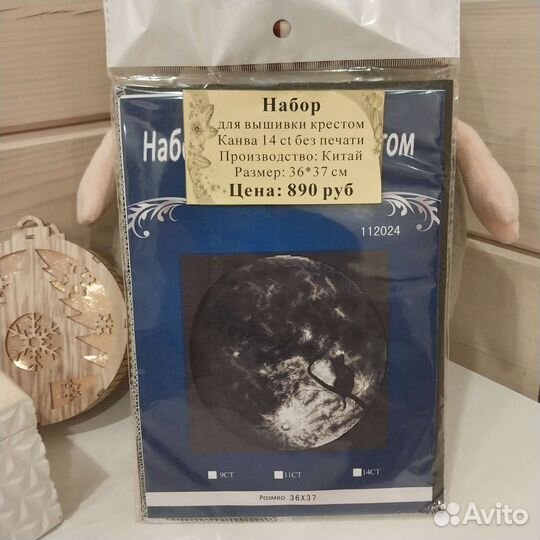 Набор
для вышивки крестом
Канва 14 ct без печати
Производство: Китай
Размер: 36*37 см
Цена: 890 руб
Наб
том
112024
9CT
11CT
14CT
Размер 36X37
Avito